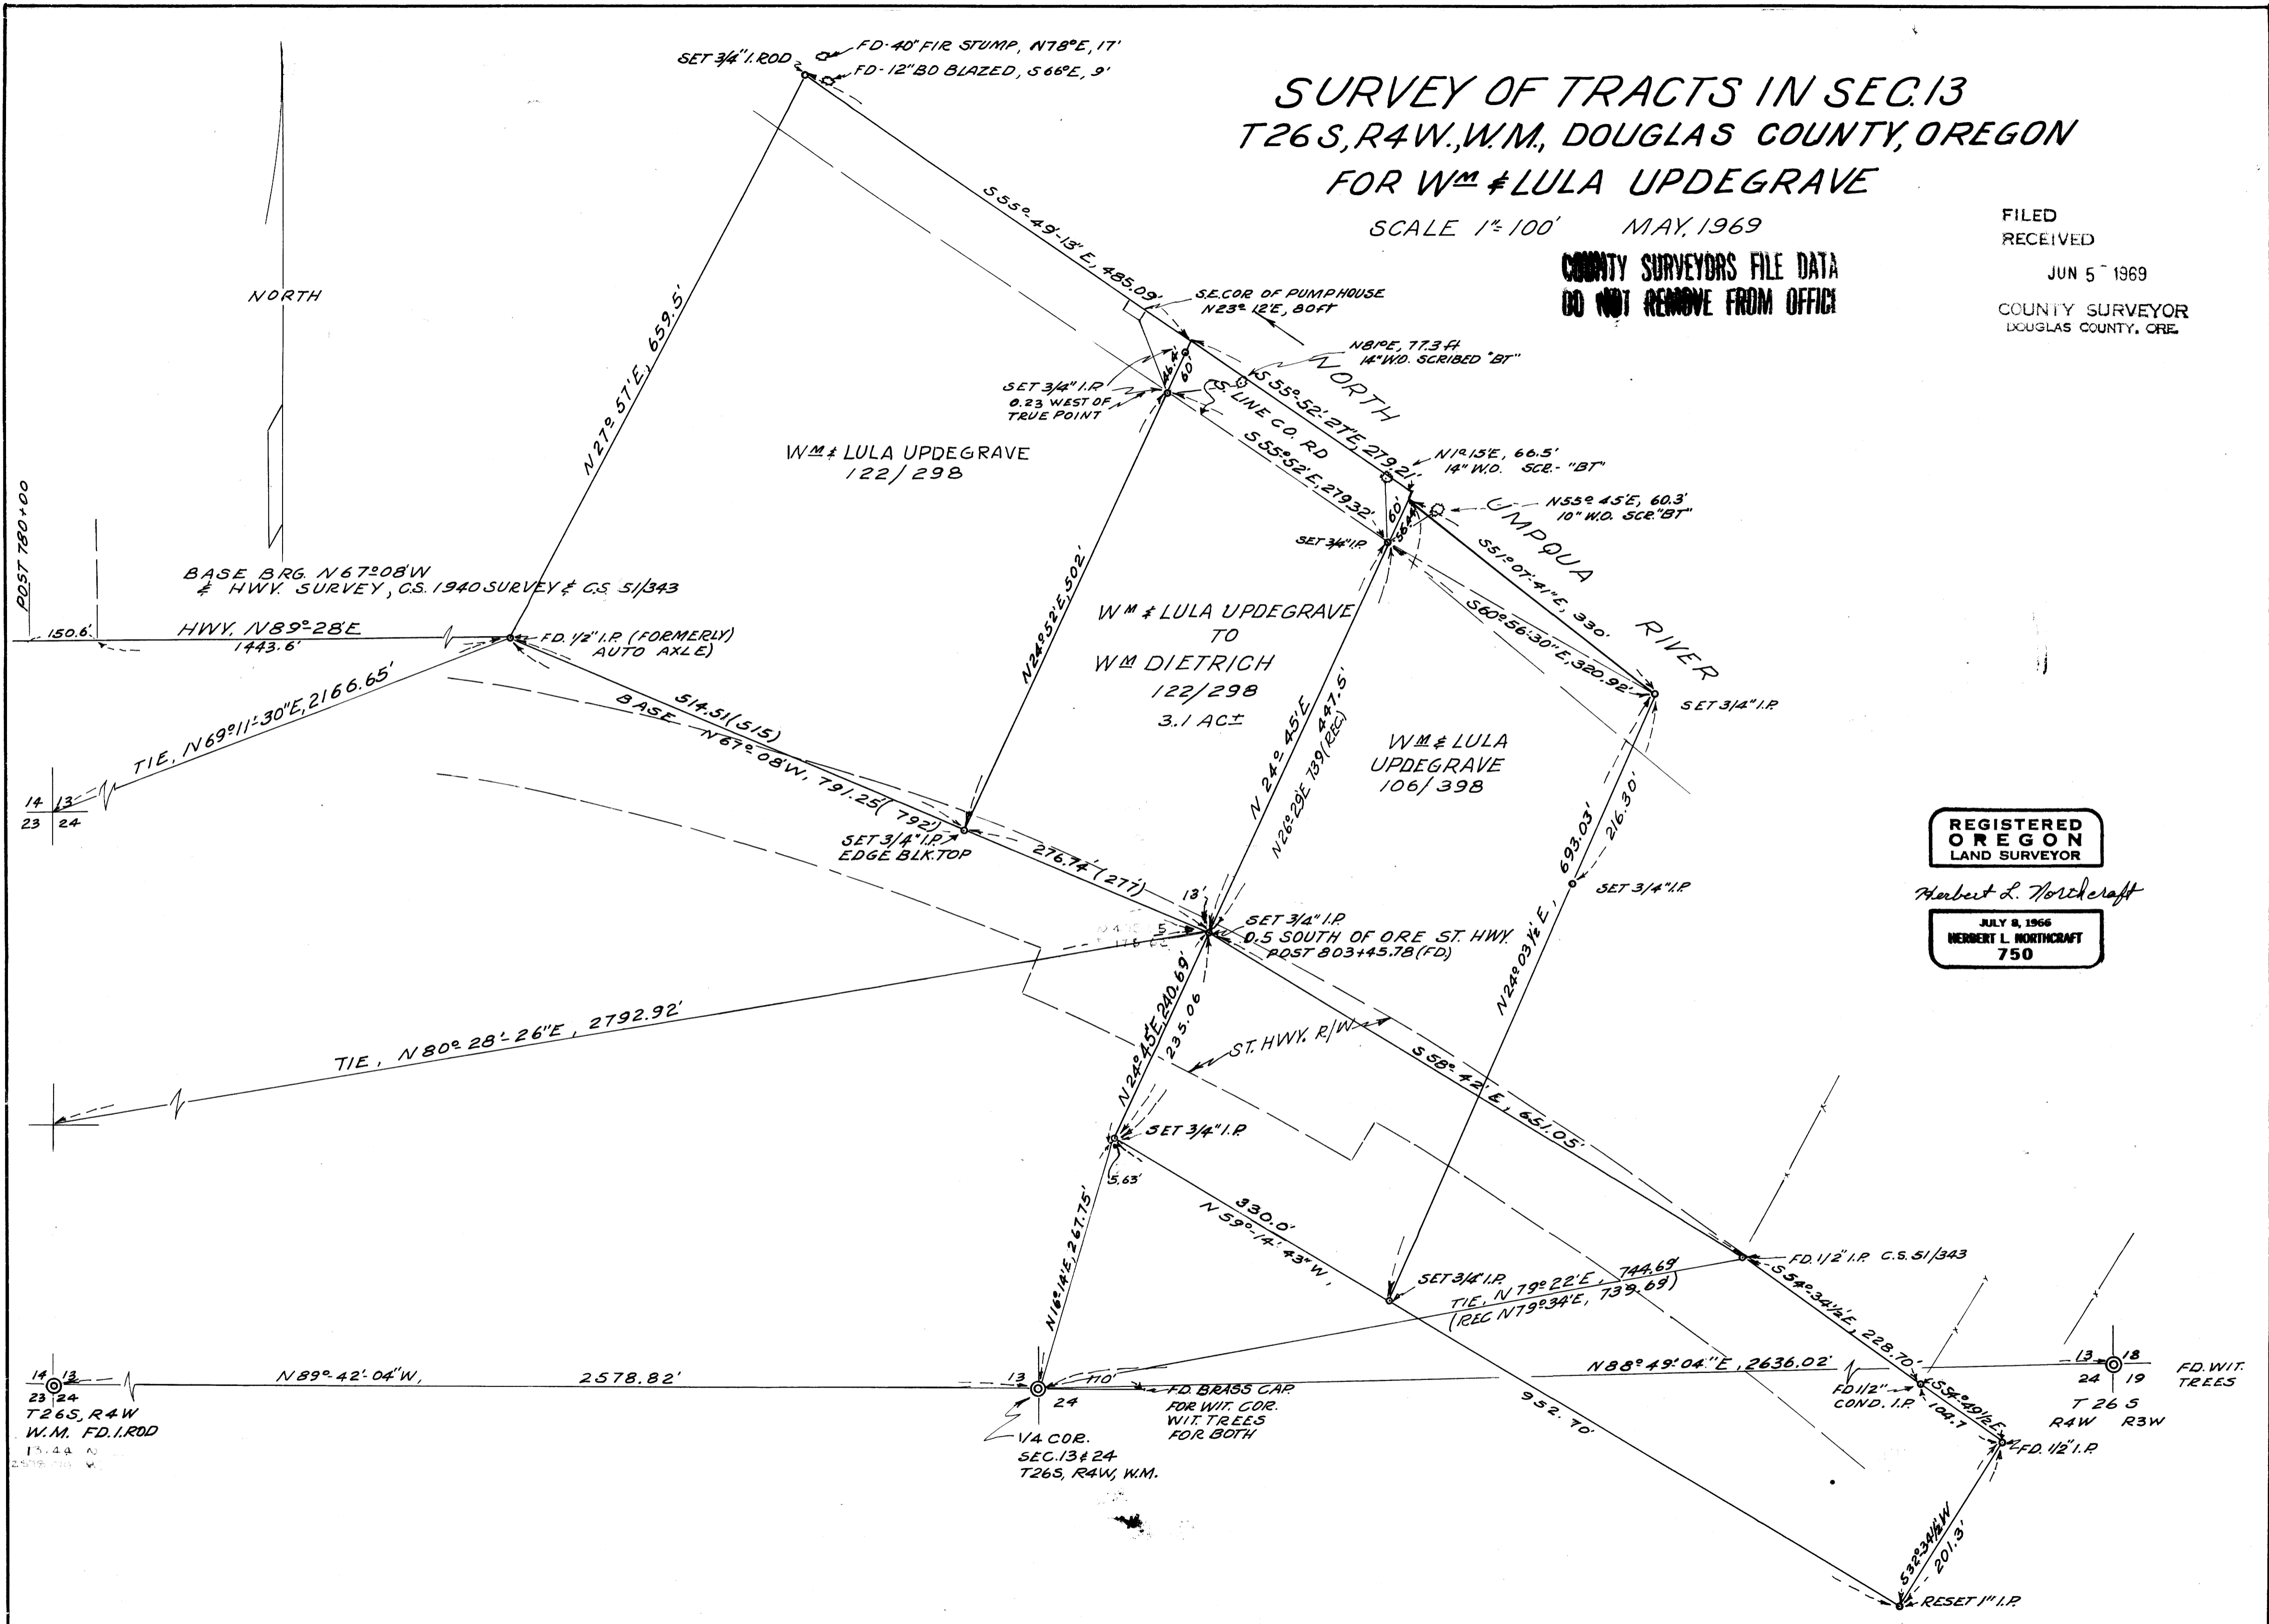 SURVEY OF TRACTS IN SEC.13
T26S, R4W., W.M., DOUGLAS COUNTY, OREGON
FOR WM & LULA UPDEGRAVE
SCALE 1"=100' MAY, 1969
COUNTY SURVEYORS FILE DATA
DO NOT REMOVE FROM OFFICE
FILED
RECEIVED
JUN 5 - 1969
COUNTY SURVEYOR
DOUGLAS COUNTY, ORE.
SET 3/4" I. ROD
FD-40" FIR STUMP, N78°E, 17'
FD-12" BD BLAZED, S66°E, 9'
NORTH
S55°-49'-13"E, 485.09'
N27°57'E, 659.5'
S.E. COR OF PUMPHOUSE
N23°12'E, 80FT
N81°E, 77.3 ft
14" W.O. SCRIBED "BT"
SET 3/4" I.P.
0.23 WEST OF
TRUE POINT
46.4'
60'
S. LINE CO. RD
S55°-52'-27"E, 279.21'
S55°52'E, 279.32'
NORTH
UMPQUA
RIVER
N1°15'E, 66.5'
14" W.O. SCR.- "BT"
N55°45'E, 60.3'
10" W.O. SCR."BT"
SET 3/4" I.P.
60'
56.44
S51°07'-41"E, 330'
S60°56'30"E, 320.92'
SET 3/4" I.P.
WM & LULA UPDEGRAVE
122/298
POST 780+00
BASE BRG. N67°08'W
& HWY. SURVEY, C.S. 1940 SURVEY & C.S. 51/343
150.6'
HWY. N89°-28'E
1443.6'
FD. 1/2" I.P. (FORMERLY)
AUTO AXLE)
N24°52'E, 502'
WM & LULA UPDEGRAVE
TO
WM DIETRICH
122/298
3.1 AC±
TIE, N69°11'-30"E, 2166.65'
514.51 (515)
BASE N67°08'W, 791.25' (792')
N24°45'E
447.5'
N26°29'E 739 (REC.)
WM & LULA
UPDEGRAVE
106/398
14 13
23 24
SET 3/4" I.P.
EDGE BLK.TOP
276.74' (277)
693.03'
216.30'
SET 3/4" I.P.
N24°03½'E,
REGISTERED
OREGON
LAND SURVEYOR
Herbert L. Northcraft
JULY 8, 1966
HERBERT L. NORTHCRAFT
750
13'
SET 3/4" I.P.
0.5 SOUTH OF ORE ST. HWY.
POST 803+45.78 (FD.)
TIE, N80°-28'-26"E, 2792.92'
N24°45'E, 240.69'
235.06
ST. HWY. R/W
S58°-42'E, 651.05'
SET 3/4" I.P.
5.63'
N16°14'E, 267.75'
330.0'
N59°-14'43"W,
952.70'
SET 3/4" I.P.
TIE, N79°22'E, 744.69'
(REC N79°34'E, 739.69)
FD. 1/2" I.P. C.S. 51/343
S54°-34½'E, 228.70'
14 13
23 24
T26S, R4W
W.M. FD. I.ROD
N89°-42'-04"W, 2578.82'
13
24
110'
FD. BRASS CAP.
FOR WIT. COR.
WIT. TREES
FOR BOTH
1/4 COR.
SEC. 13 & 24
T26S, R4W, W.M.
N88°49'04"E, 2636.02'
FD 1/2"
COND. I.P.
S54°49½'E,
104.7
13 18
24 19
T26S
R4W R3W
FD. WIT.
TREES
FD. 1/2" I.P.
S32°34½'W
201.3'
RESET 1" I.P.